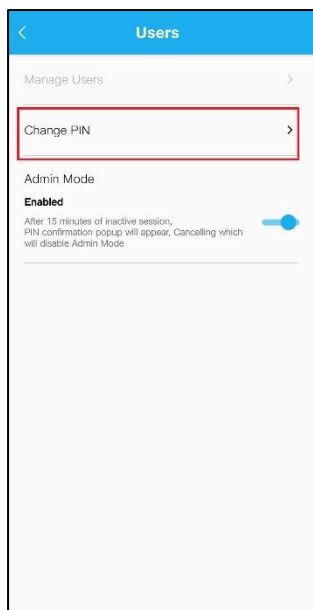 Users
Manage Users
Change PIN
Admin Mode
Enabled
After 15 minutes of inactive session,
PIN confirmation popup will appear, Cancelling which
will disable Admin Mode